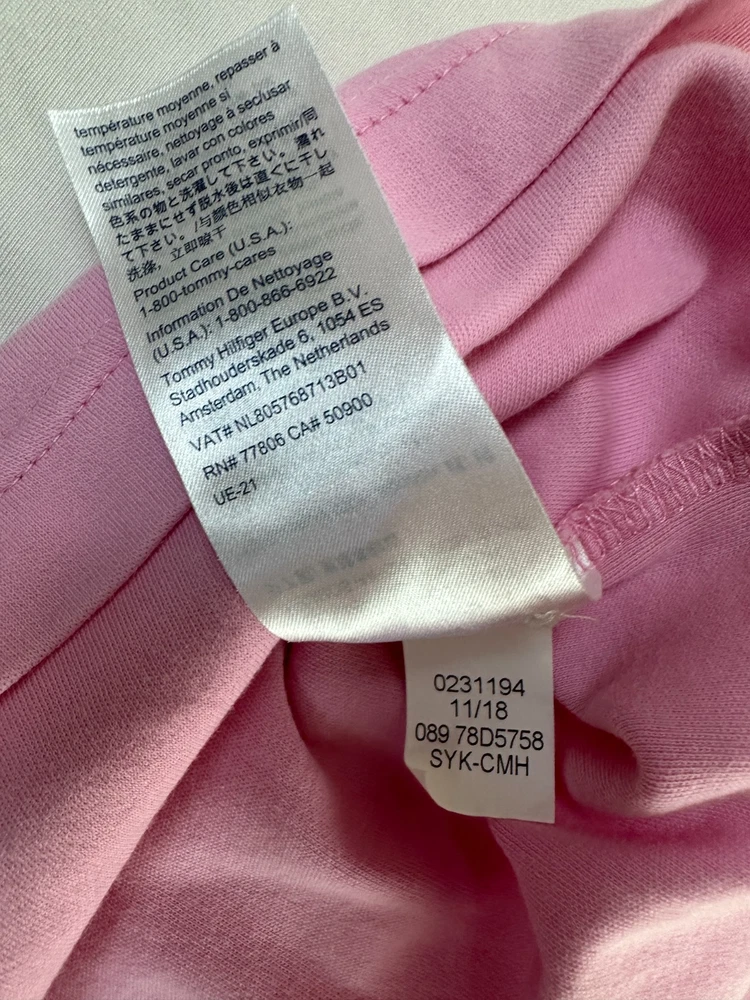 température moyenne, repasser à
température moyenne si
nécessaire, nettoyage à sec/usar
detergente, lavar con colores
similares, secar pronto, exprimir/同
色系の物と洗濯して下さい。濡れ
たままにせず脱水後は直ぐに干し
て下さい。/与颜色相似衣物一起
洗涤，立即晾干
Product Care (U.S.A.):
1-800-tommy-cares
Information De Nettoyage
(U.S.A.): 1-800-866-6922
Tommy Hilfiger Europe B.V.
Stadhouderskade 6, 1054 ES
Amsterdam, The Netherlands
VAT# NL805768713B01
RN# 77806 CA# 50900
UE-21
0231194
11/18
089 78D5758
SYK-CMH